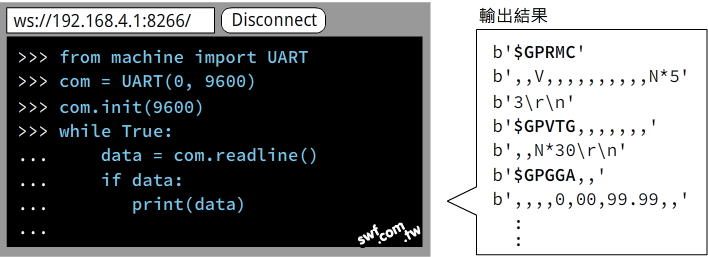 ws://192.168.4.1:8266/ Disconnect
>>> from machine import UART
>>> com = UART(0, 9600)
>>> com.init(9600)
>>> while True:
...     data = com.readline()
...     if data:
...        print(data)
...
swf.com.tw
輸出結果
b'$GPRMC'
b',,V,,,,,,,,,,N*5'
b'3\r\n'
b'$GPVTG,,,,,,,'
b',,N*30\r\n'
b'$GPGGA,,'
b',,,,0,00,99.99,,'
⋮